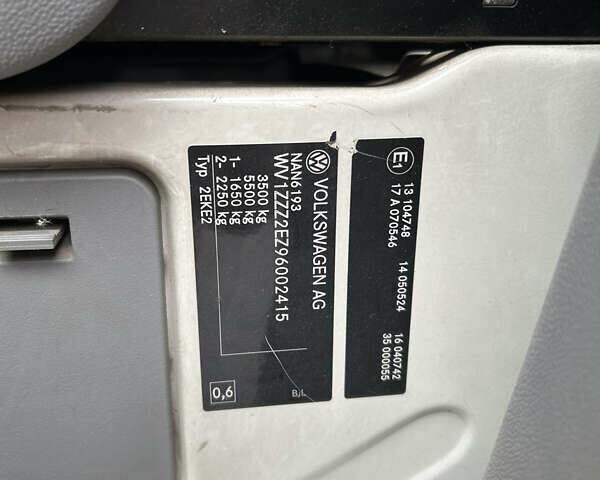 VOLKSWAGEN AG
NAN6193
WV1ZZZ2EZ96002415
3500 kg
5500 kg
1- 1650 kg
2- 2250 kg
Typ 2EKE2
0,6
E1
13 104748 14 050524 16 040742
17 A 070546 35 000055